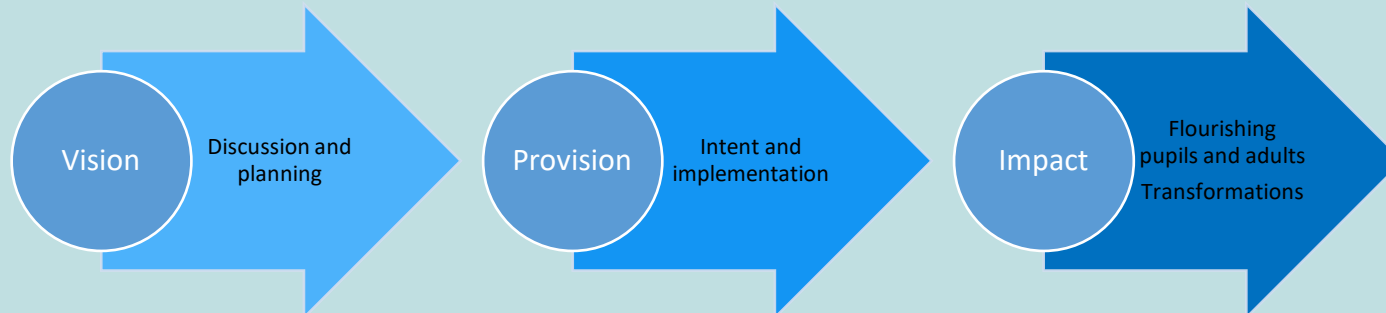 Vision
Discussion and
planning
Provision
Intent and
implementation
Impact
Flourishing
pupils and adults
Transformations